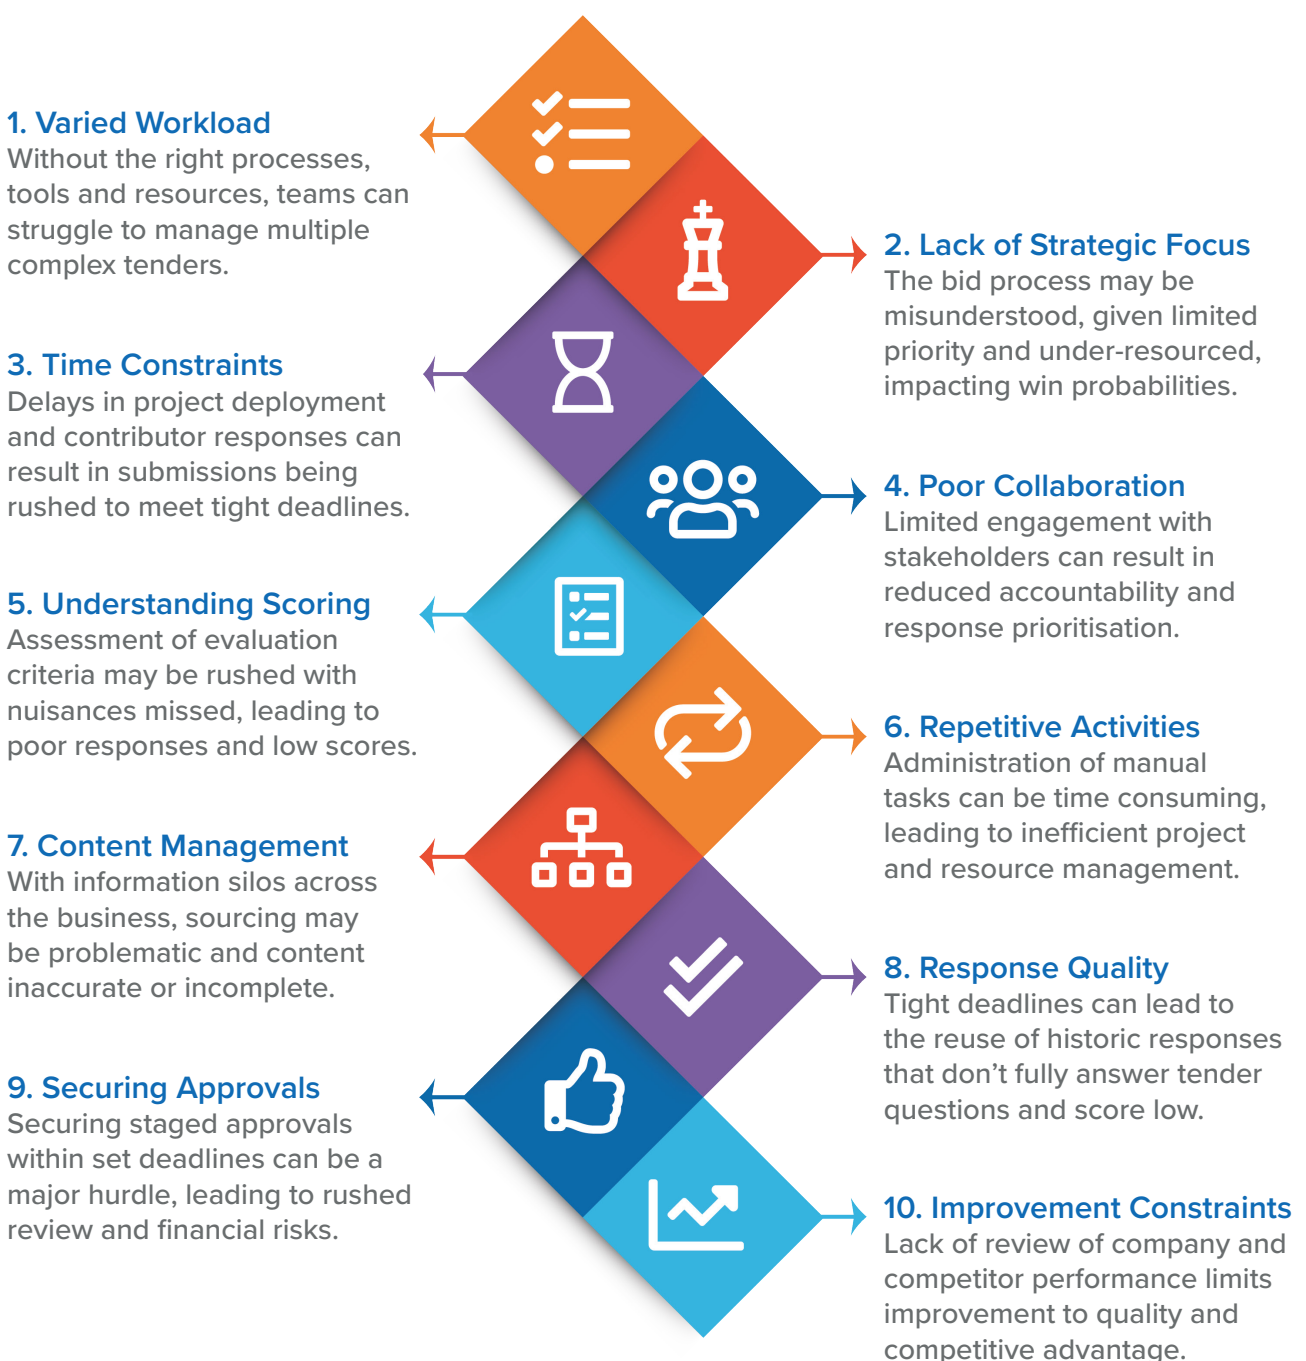 1. Varied Workload
Without the right processes,
tools and resources, teams can
struggle to manage multiple
complex tenders.
2. Lack of Strategic Focus
The bid process may be
misunderstood, given limited
priority and under-resourced,
impacting win probabilities.
3. Time Constraints
Delays in project deployment
and contributor responses can
result in submissions being
rushed to meet tight deadlines.
4. Poor Collaboration
Limited engagement with
stakeholders can result in
reduced accountability and
response prioritisation.
5. Understanding Scoring
Assessment of evaluation
criteria may be rushed with
nuisances missed, leading to
poor responses and low scores.
6. Repetitive Activities
Administration of manual
tasks can be time consuming,
leading to inefficient project
and resource management.
7. Content Management
With information silos across
the business, sourcing may
be problematic and content
inaccurate or incomplete.
8. Response Quality
Tight deadlines can lead to
the reuse of historic responses
that don’t fully answer tender
questions and score low.
9. Securing Approvals
Securing staged approvals
within set deadlines can be a
major hurdle, leading to rushed
review and financial risks.
10. Improvement Constraints
Lack of review of company and
competitor performance limits
improvement to quality and
competitive advantage.